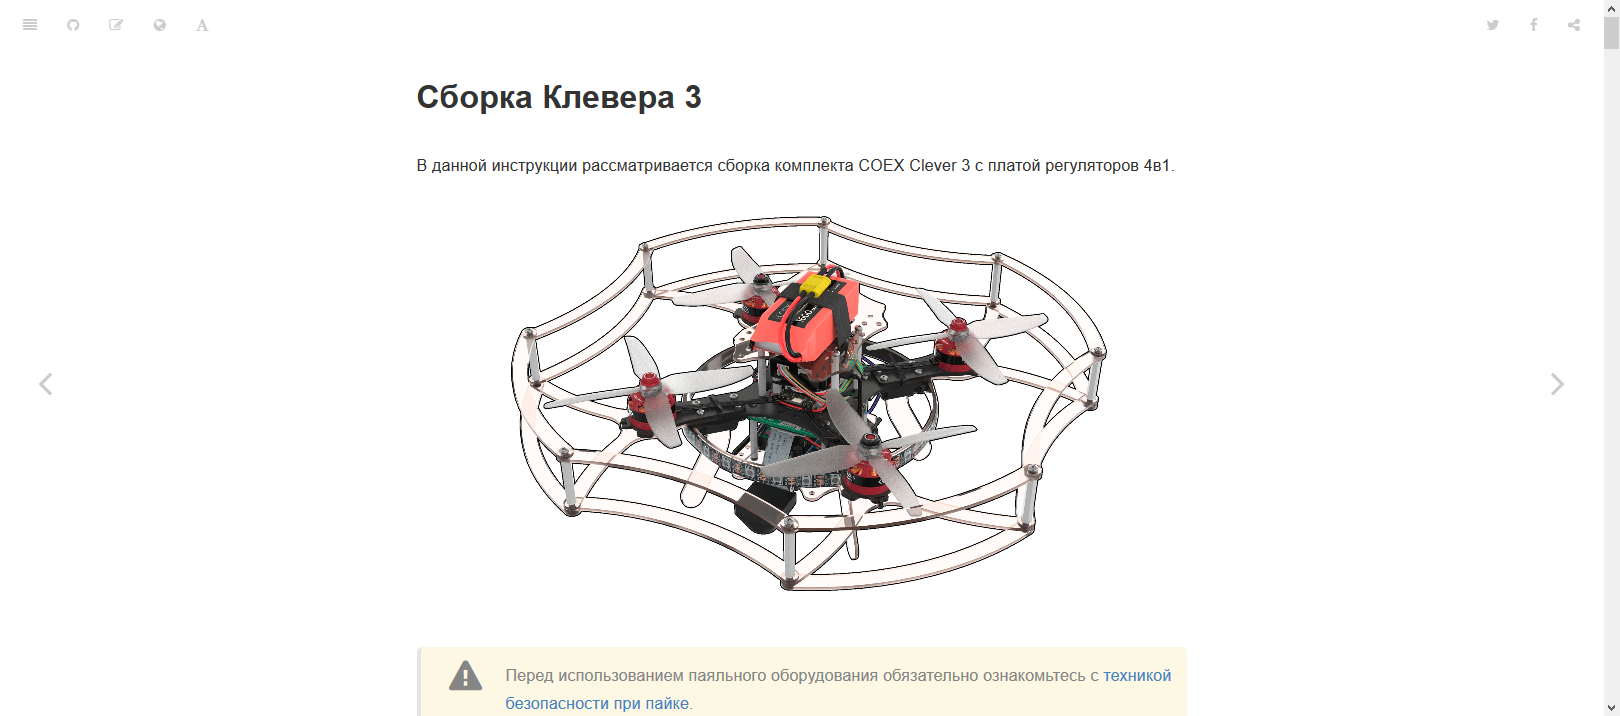 Сборка Клевера 3
В данной инструкции рассматривается сборка комплекта COEX Clever 3 с платой регуляторов 4в1.
Перед использованием паяльного оборудования обязательно ознакомьтесь с техникой
безопасности при пайке.